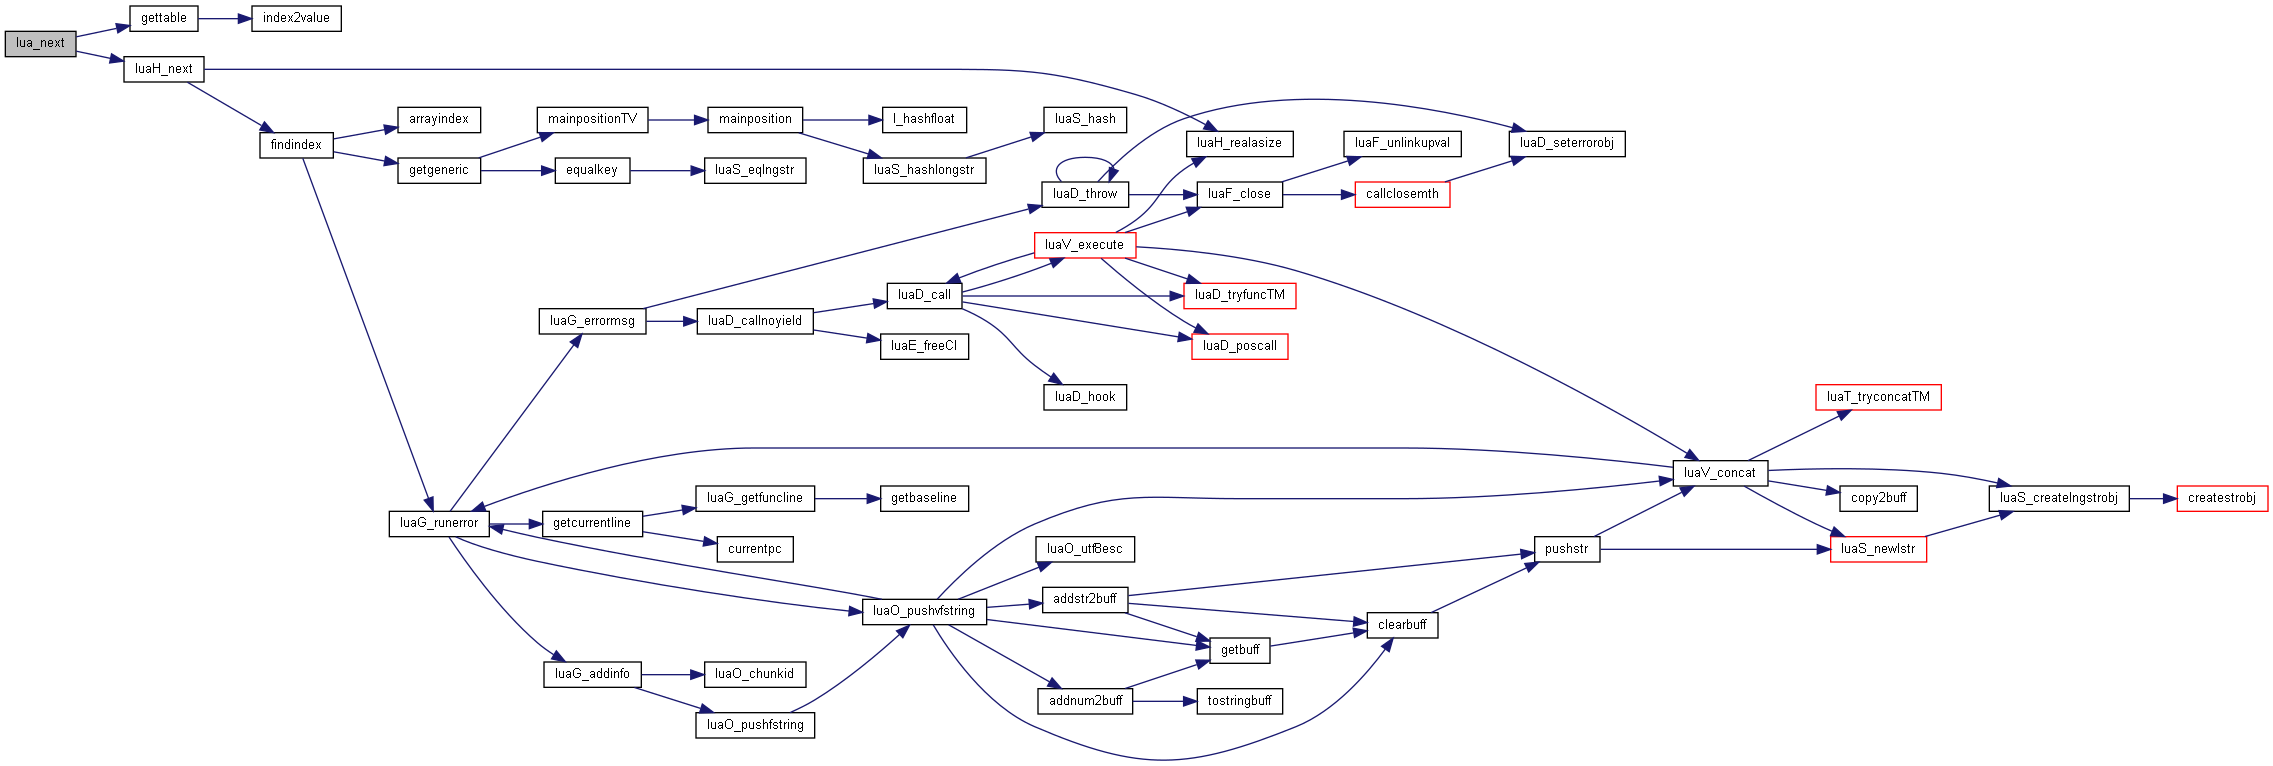 gettable
index2value
lua_next
luaH_next
arrayindex
mainpositionTV
mainposition
l_hashfloat
luaS_hash
findindex
getgeneric
equalkey
luaS_eqlngstr
luaS_hashlongstr
luaH_realasize
luaF_unlinkupval
luaD_seterrorobj
luaD_throw
luaF_close
callclosemth
luaV_execute
luaD_call
luaD_tryfuncTM
luaG_errormsg
luaD_callnoyield
luaE_freeCI
luaD_poscall
luaD_hook
luaT_tryconcatTM
luaV_concat
luaG_getfuncline
getbaseline
copy2buff
luaS_createlngstrobj
createstrobj
luaG_runerror
getcurrentline
currentpc
luaO_utf8esc
pushstr
luaS_newlstr
luaO_pushvfstring
addstr2buff
clearbuff
getbuff
luaG_addinfo
luaO_chunkid
addnum2buff
tostringbuff
luaO_pushfstring